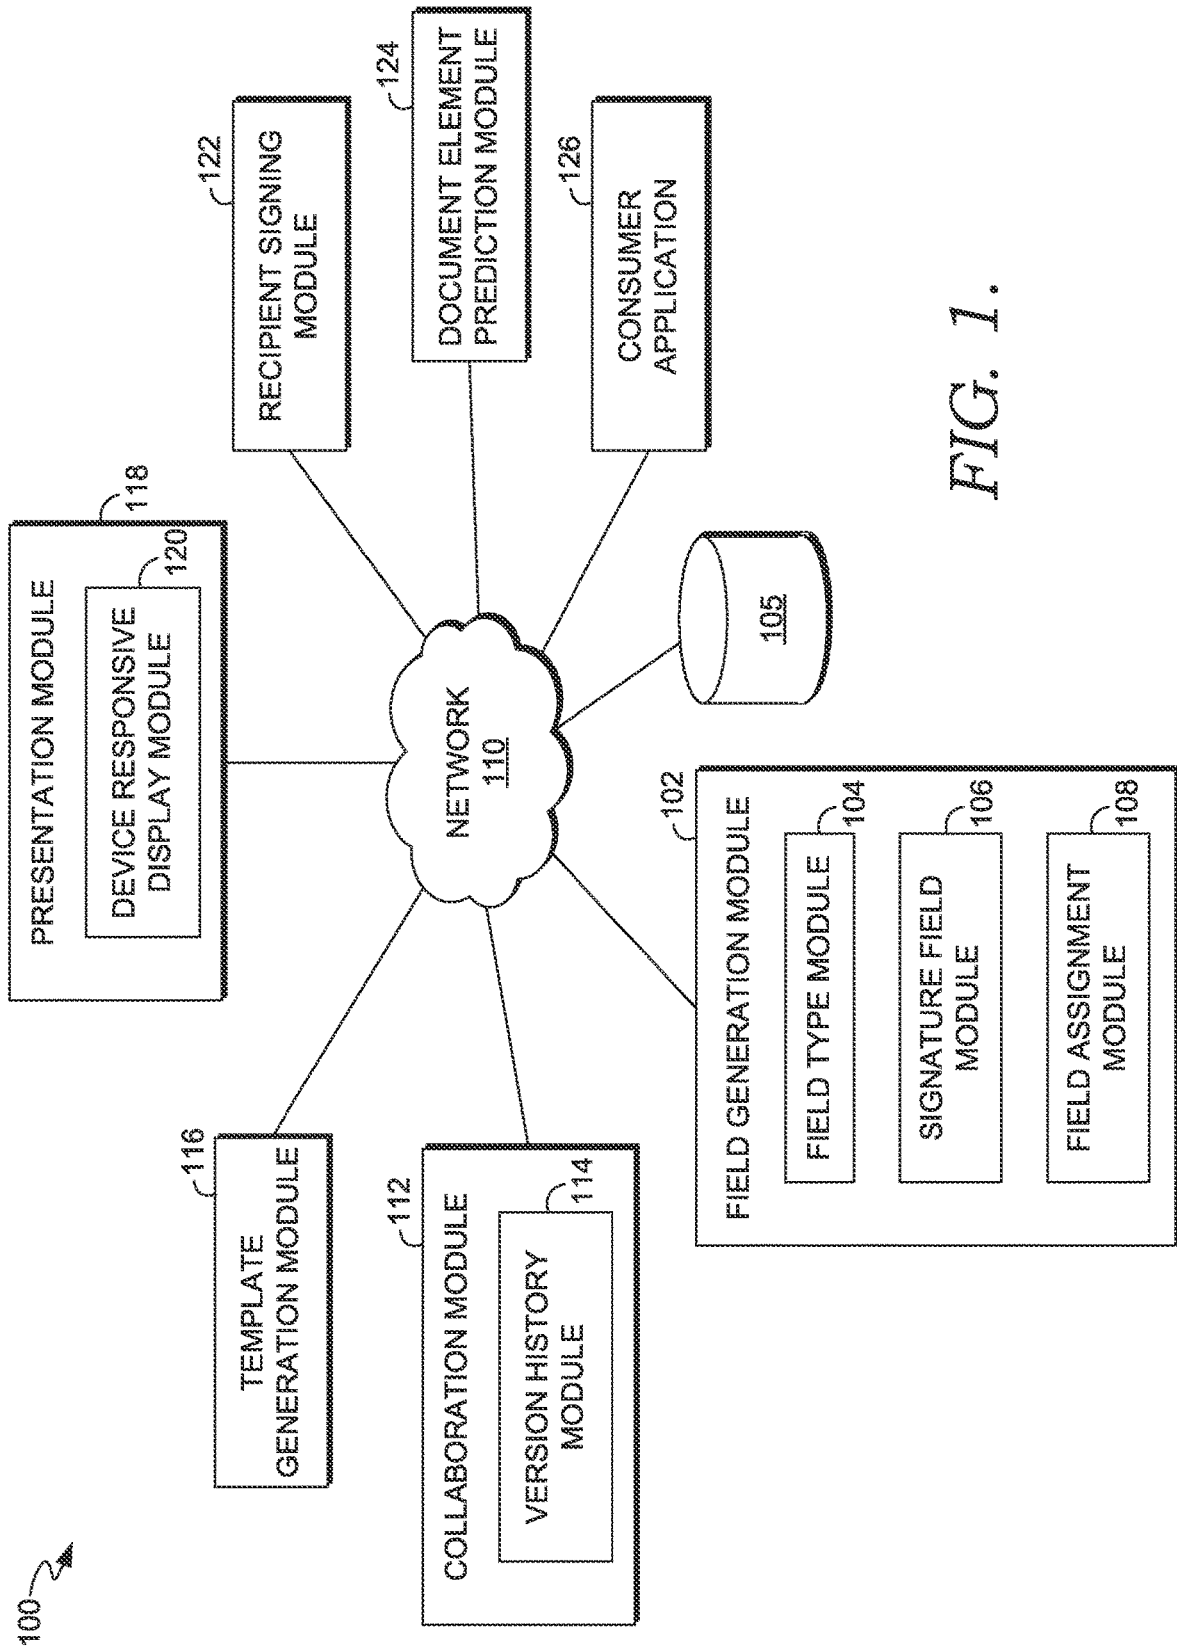 100
PRESENTATION MODULE
118
DEVICE RESPONSIVE
DISPLAY MODULE
120
TEMPLATE
GENERATION MODULE
116
RECIPIENT SIGNING
MODULE
122
COLLABORATION MODULE
112
VERSION HISTORY
MODULE
114
NETWORK
110
DOCUMENT ELEMENT
PREDICTION MODULE
124
CONSUMER
APPLICATION
126
FIELD GENERATION MODULE
102
FIELD TYPE MODULE
104
SIGNATURE FIELD
MODULE
106
FIELD ASSIGNMENT
MODULE
108
105
FIG. 1.